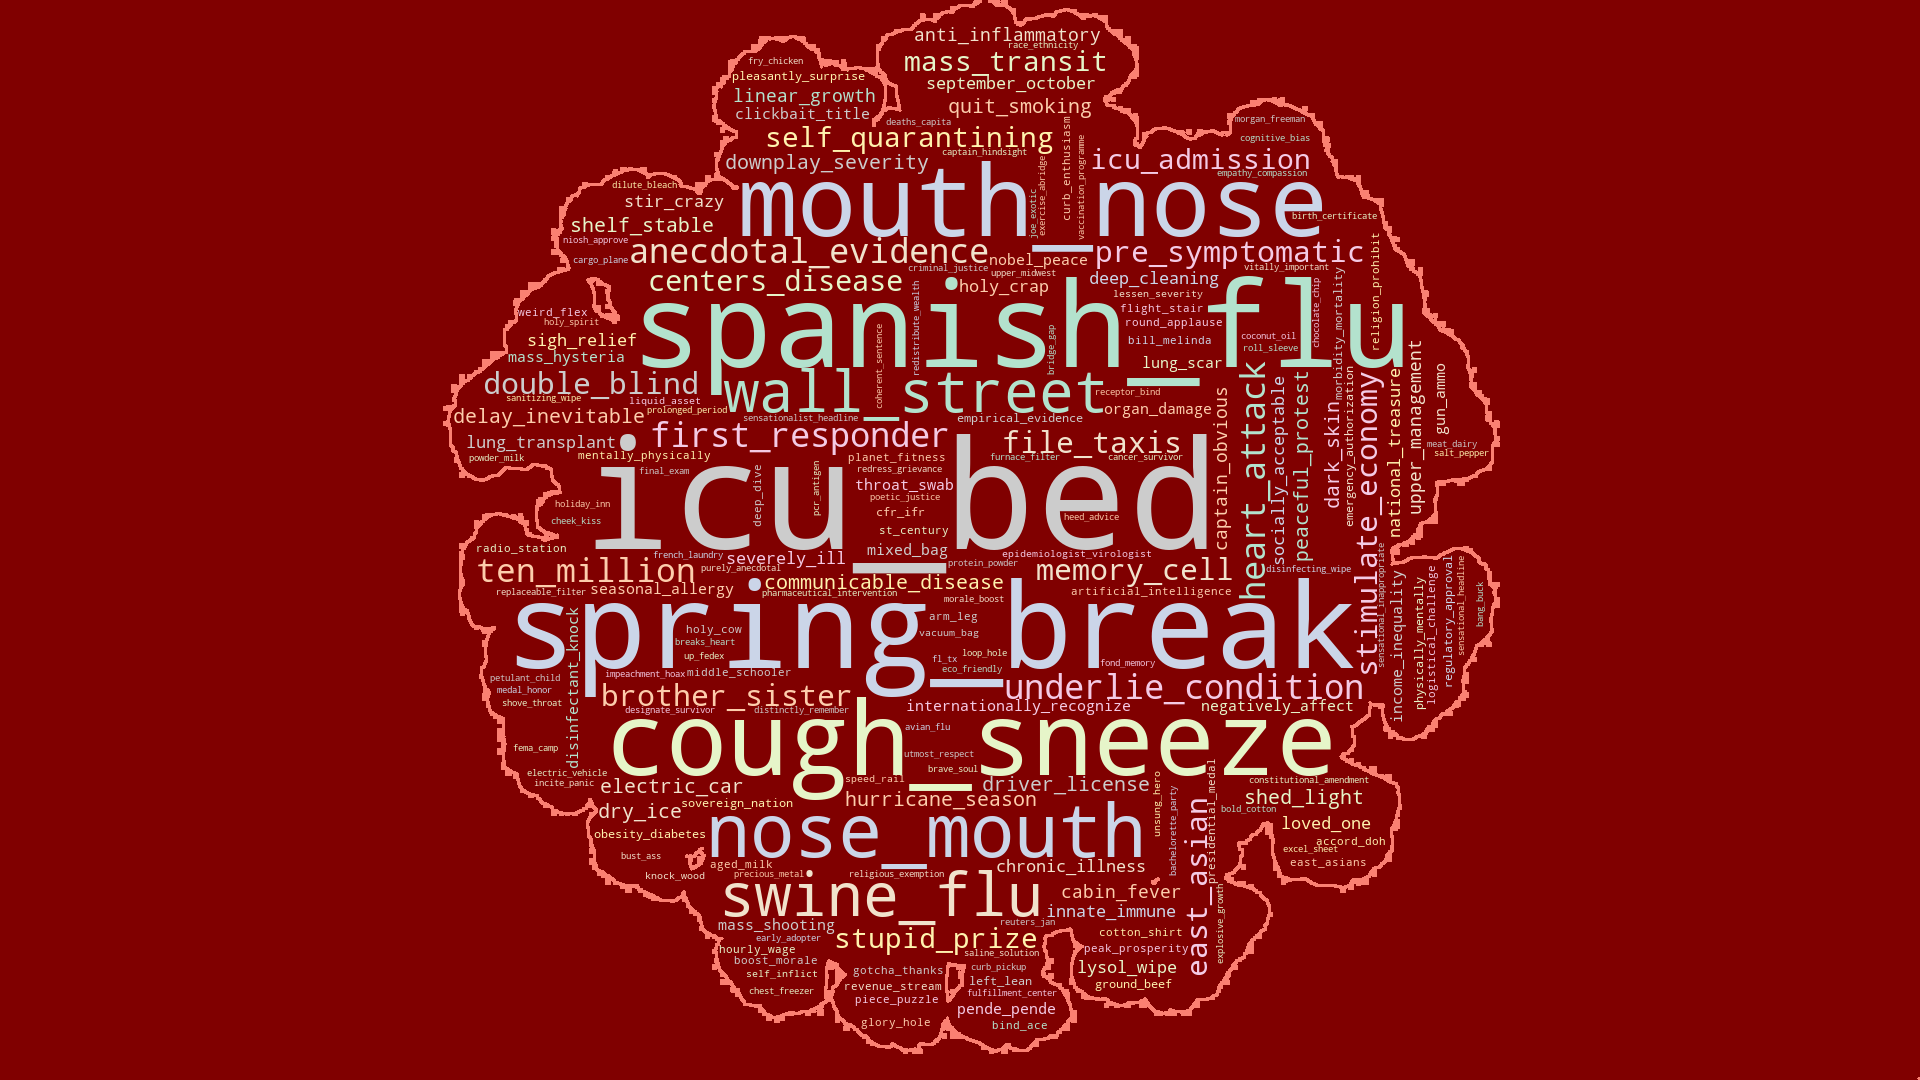 anti_inflammatory
race_ethnicity
fry_chicken
mass_transit
pleasantly_surprise
september_october
linear_growth
quit_smoking
clickbait_title
deaths_capita
morgan_freeman
self_quarantining
cognitive_bias
captain_hindsight
curb_enthusiasm
vaccination_programme
downplay_severity
icu_admission
empathy_compassion
dilute_bleach
stir_crazy
mouth_nose
joe_exotic
exercise_abridge
birth_certificate
shelf_stable
niosh_approve
anecdotal_evidence
pre_symptomatic
religion_prohibit
cargo_plane
nobel_peace
criminal_justice
upper_midwest
vitally_important
centers_disease
holy_crap
deep_cleaning
lessen_severity
chocolate_chip
morbidity_mortality
weird_flex
holy_spirit
spanish_flu
flight_stair
round_applause
redistribute_wealth
coherent_sentence
bridge_gap
coconut_oil
roll_sleeve
sigh_relief
bill_melinda
mass_hysteria
lung_scar
double_blind
wall_street
receptor_bind
sanitizing_wipe
liquid_asset
prolonged_period
sensationalist_headline
empirical_evidence
organ_damage
delay_inevitable
heart_attack
captain_obvious
socially_acceptable
peaceful_protest
dark_skin
emergency_authorization
stimulate_economy
national_treasure
upper_management
gun_ammo
meat_dairy
salt_pepper
lung_transplant
first_responder
file_taxis
powder_milk
mentally_physically
planet_fitness
furnace_filter
cancer_survivor
final_exam
redress_grievance
icu_bed
deep_dive
pcr_antigen
throat_swab
poetic_justice
holiday_inn
cfr_ifr
cheek_kiss
heed_advice
st_century
radio_station
mixed_bag
french_laundry
severely_ill
epidemiologist_virologist
protein_powder
ten_million
purely_anecdotal
memory_cell
disinfecting_wipe
communicable_disease
replaceable_filter
seasonal_allergy
pharmaceutical_intervention
artificial_intelligence
morale_boost
sensational_inappropriate
income_inequality
physically_mentally
logistical_challenge
regulatory_approval
sensational_headline
bang_buck
spring_break
disinfectant_knock
arm_leg
holy_cow
vacuum_bag
breaks_heart
up_fedex
loop_hole
fl_tx
fond_memory
eco_friendly
impeachment_hoax
middle_schooler
petulant_child
medal_honor
shove_throat
brother_sister
underlie_condition
designate_survivor
distinctly_remember
internationally_recognize
negatively_affect
cough_sneeze
avian_flu
fema_camp
utmost_respect
brave_soul
electric_vehicle
incite_panic
speed_rail
electric_car
driver_license
constitutional_amendment
unsung_hero
bachelorette_party
east_asian
presidential_medal
shed_light
sovereign_nation
hurricane_season
dry_ice
bold_cotton
loved_one
obesity_diabetes
nose_mouth
accord_doh
excel_sheet
bust_ass
east_asians
aged_milk
chronic_illness
knock_wood
precious_metal
religious_exemption
swine_flu
cabin_fever
innate_immune
explosive_growth
mass_shooting
reuters_jan
early_adopter
stupid_prize
cotton_shirt
hourly_wage
peak_prosperity
saline_solution
boost_morale
curb_pickup
lysol_wipe
gotcha_thanks
self_inflict
left_lean
ground_beef
revenue_stream
chest_freezer
fulfillment_center
piece_puzzle
pende_pende
glory_hole
bind_ace